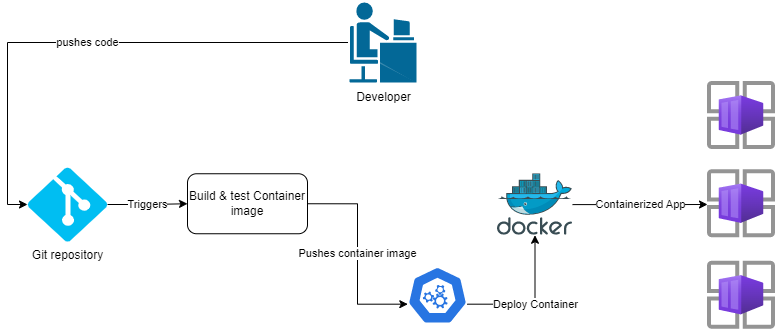 pushes code
Developer
Git repository
Triggers
Build & test Container
image
Pushes container image
Deploy Container
docker
Containerized App